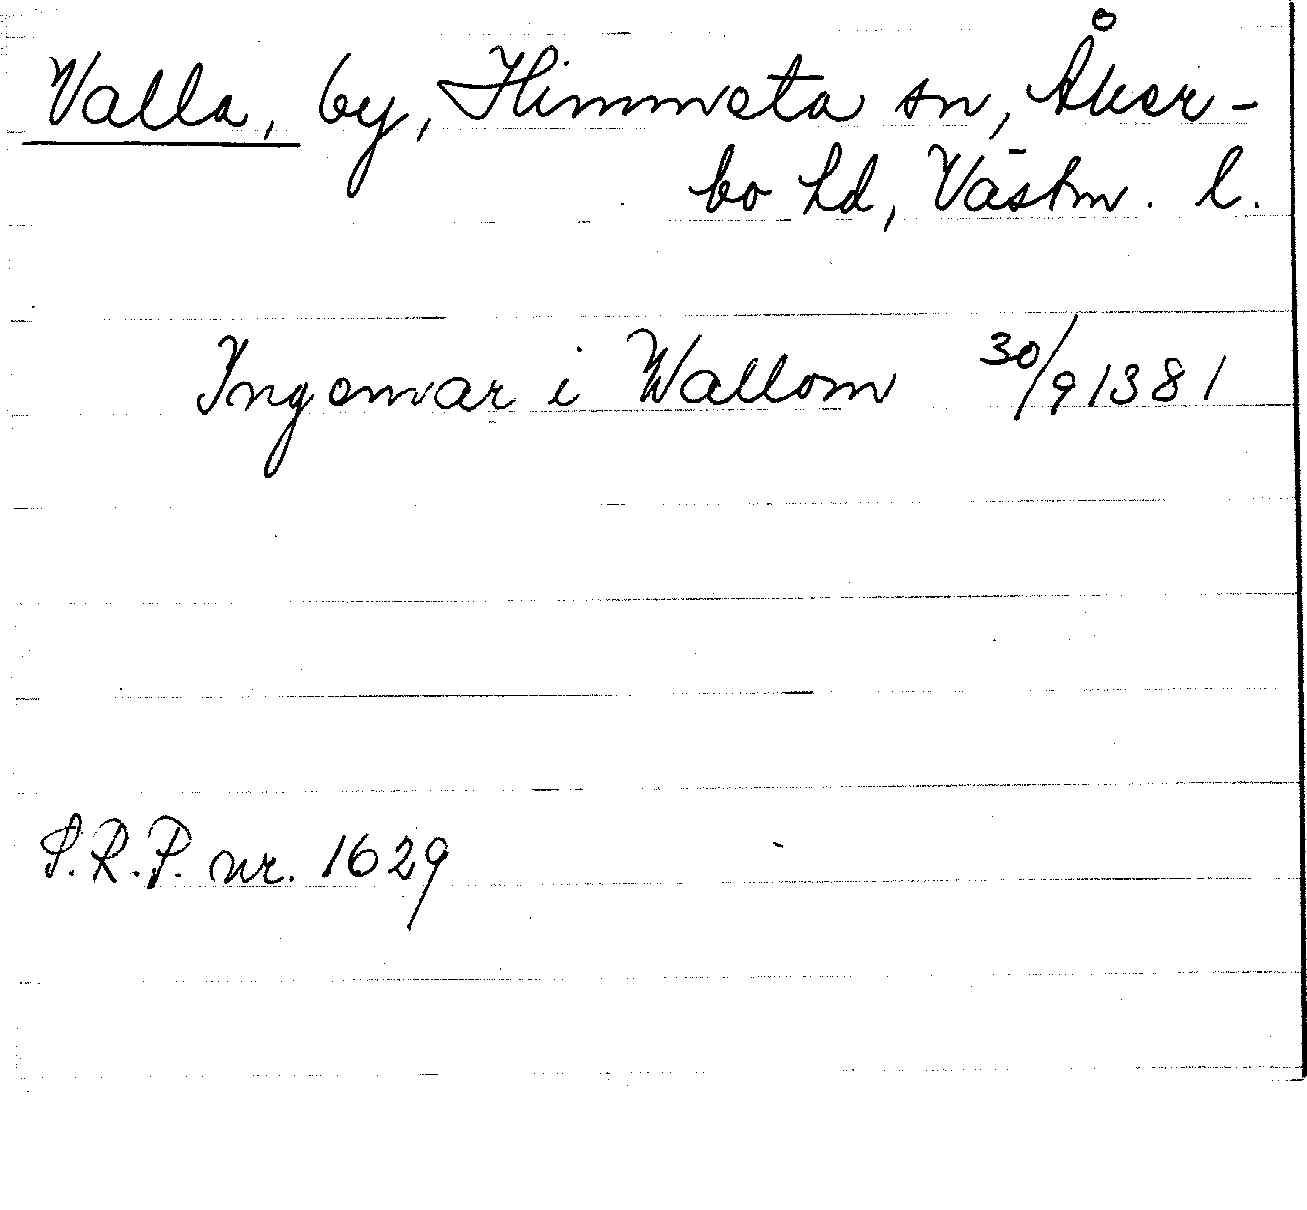 Valla, by, Himmeta sn, Åker-
bo hd, Västm. l.
Ingemar i Wallom 30/9 1381
S.R.P. nr. 1629